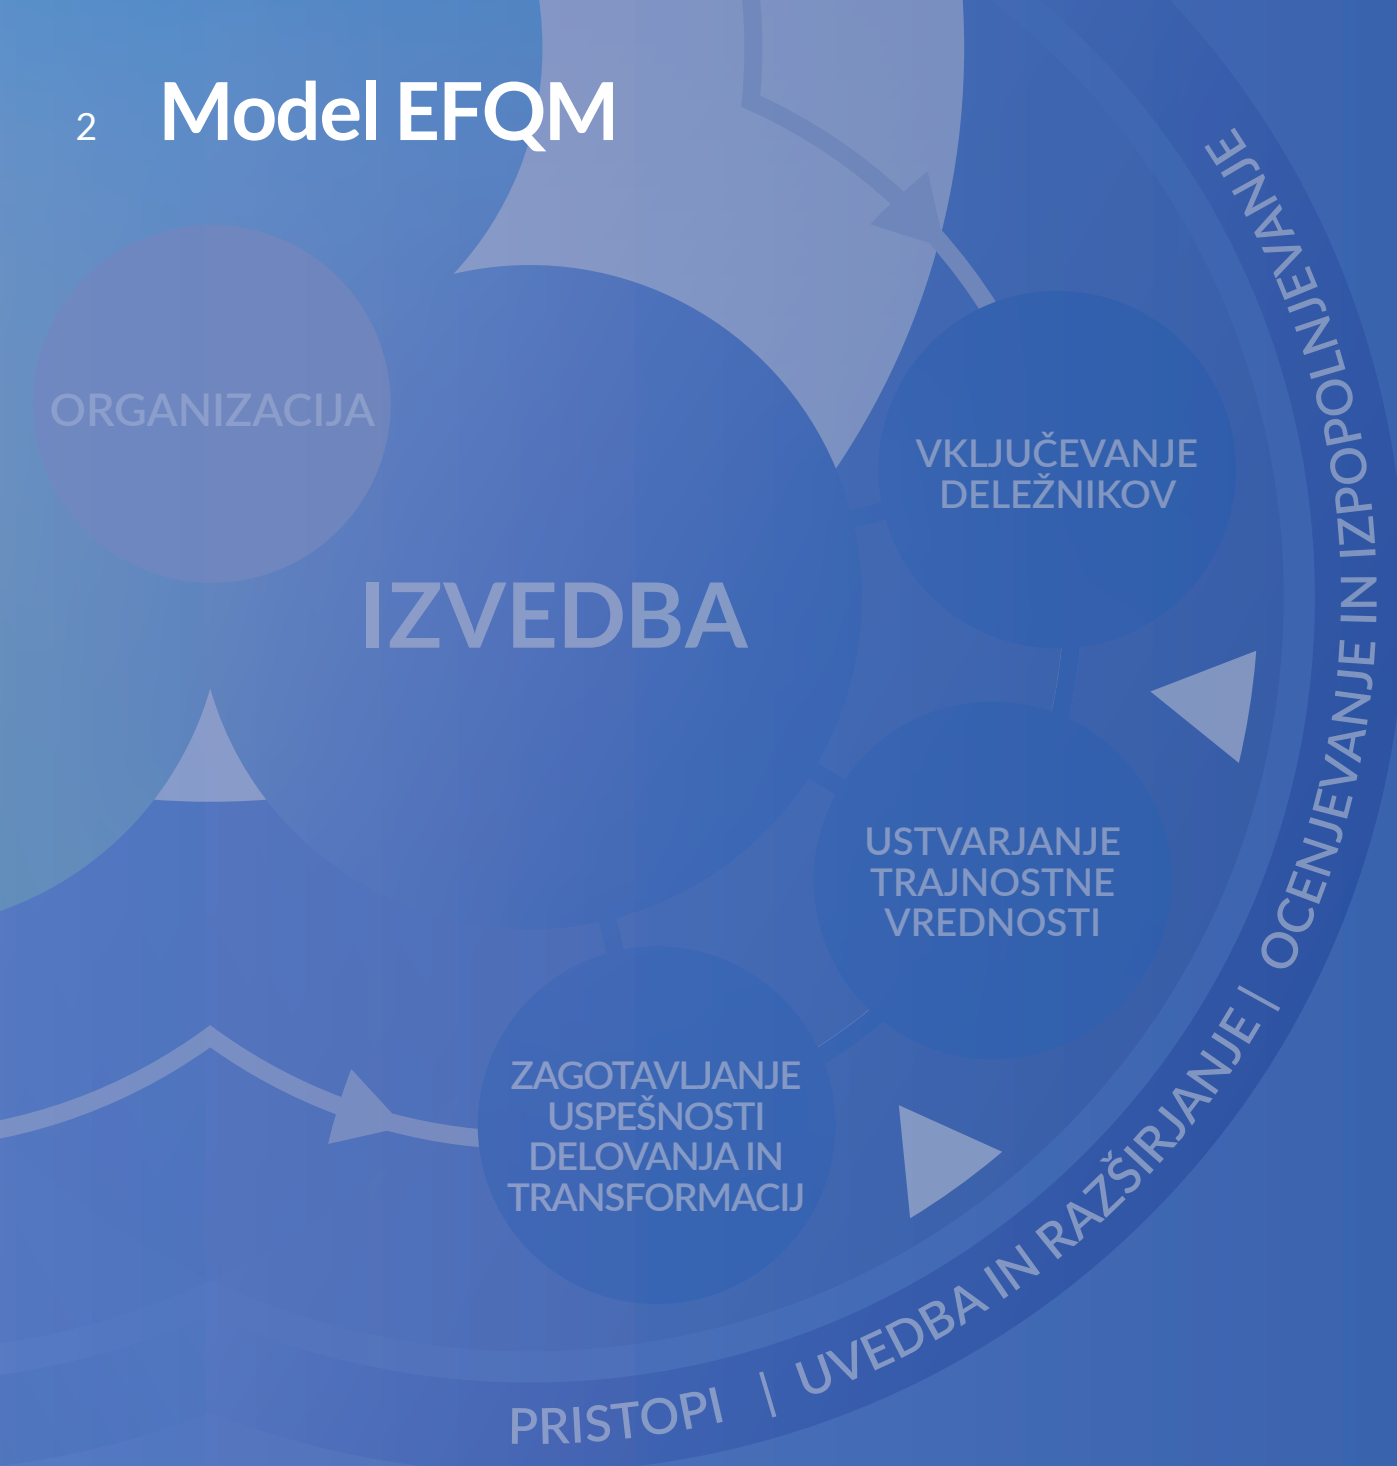 2 Model EFQM
ORGANIZACIJA
IZVEDBA
VKLJUČEVANJE
DELEŽNIKOV
USTVARJANJE
TRAJNOSTNE
VREDNOSTI
ZAGOTAVLJANJE
USPEŠNOSTI
DELOVANJA IN
TRANSFORMACIJ
PRISTOPI | UVEDBA IN RAZŠIRJANJE | OCENJEVANJE IN IZPOPOLNJEVANJE